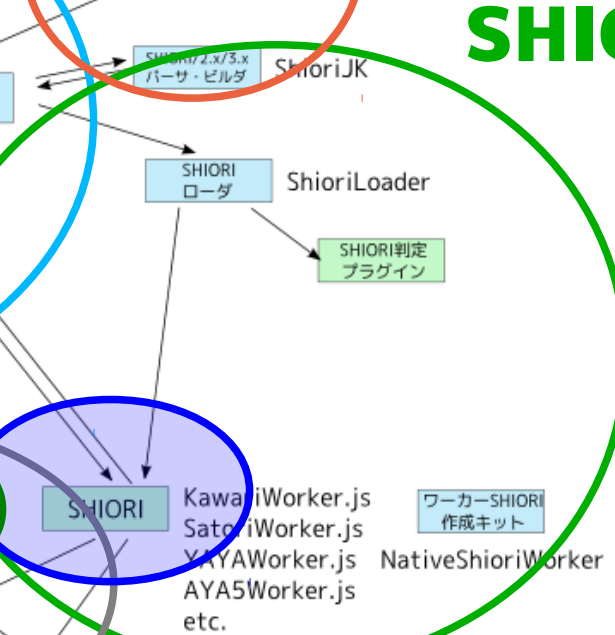 SHIO
SHIORI/2.x/3.x
パーサ・ビルダ
ShioriJK
SHIORI
ローダ
ShioriLoader
SHIORI判定
プラグイン
SHIORI
KawariWorker.js
SatoriWorker.js
YAYAWorker.js
AYA5Worker.js
etc.
ワーカーSHIORI
作成キット
NativeShioriWorker